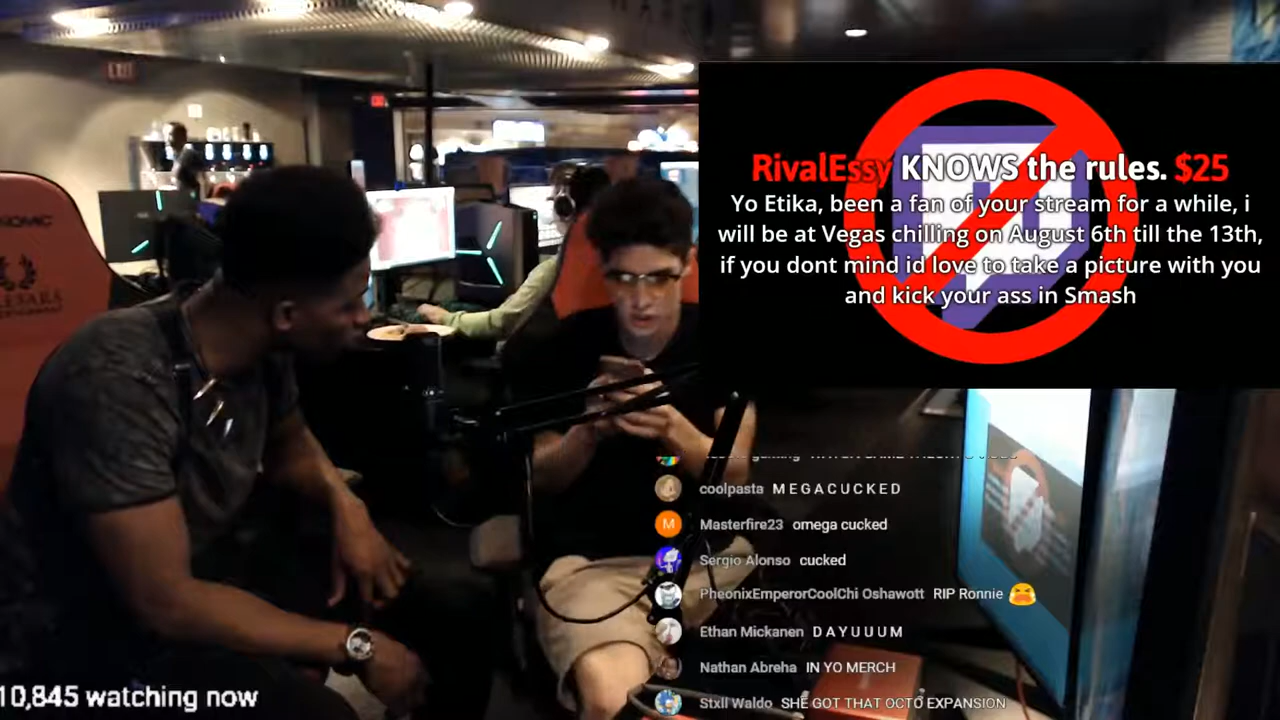 EXIT
RivalEssy KNOWS the rules. $25
Yo Etika, been a fan of your stream for a while, i
will be at Vegas chilling on August 6th till the 13th,
if you dont mind id love to take a picture with you
and kick your ass in Smash
coolpasta M E G A C U C K E D
M Masterfire23 omega cucked
Sergio Alonso cucked
PheonixEmperorCoolChi Oshawott RIP Ronnie
Ethan Mickanen D A Y U U U M
Nathan Abreha IN YO MERCH
Stxll Waldo SHE GOT THAT OCTO EXPANSION
10,845 watching now